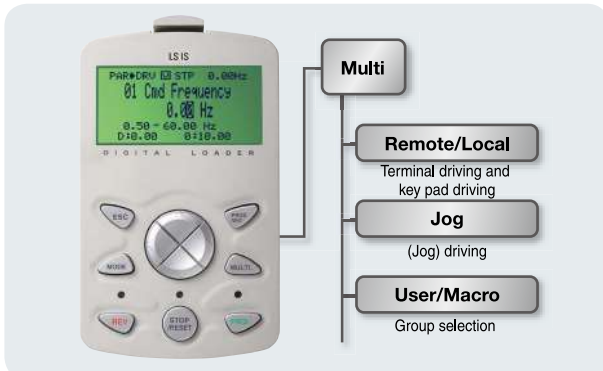 LS IS
PAR DRV STP 0.00Hz
01 Cmd Frequency
0.00 Hz
0.50 ~ 60.00 Hz
D:0.00 0:10.00
DIGITAL LOADER
ESC
PROG
MODE
MULTI
REV
STOP
RESET
FWD
Multi
Remote/Local
Terminal driving and
key pad driving
Jog
(Jog) driving
User/Macro
Group selection